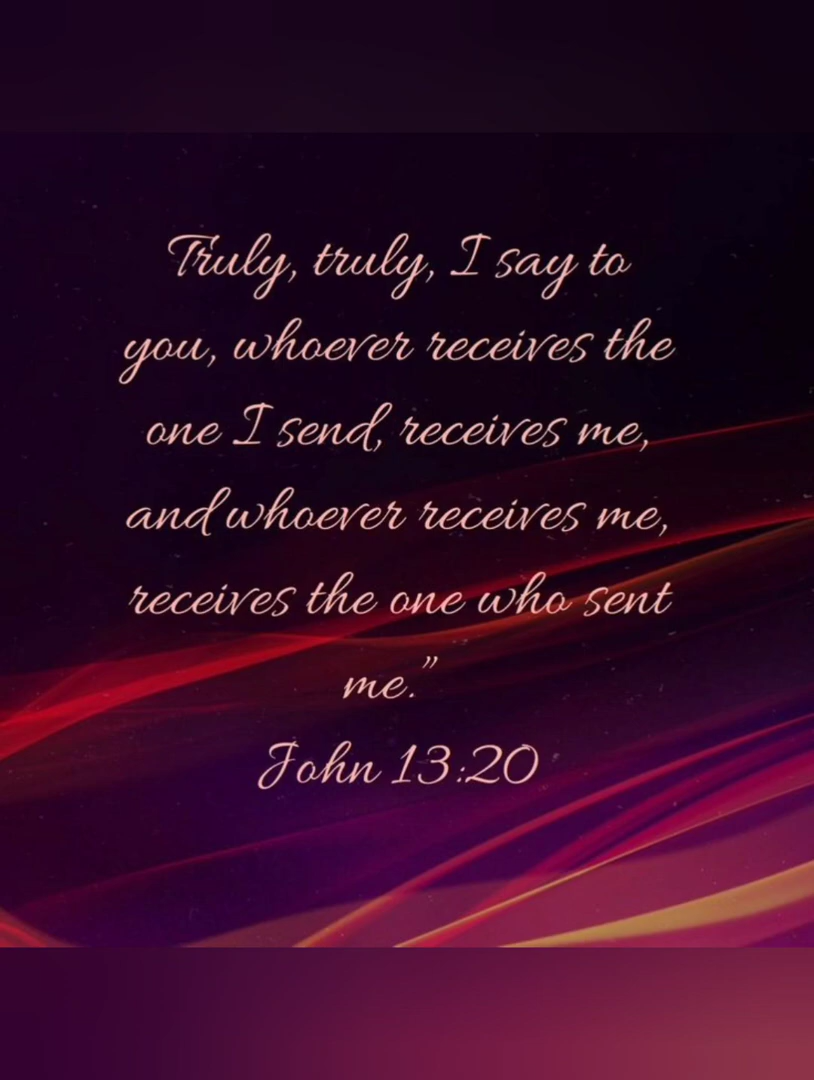 Truly, truly, I say to
you, whoever receives the
one I send, receives me,
and whoever receives me,
receives the one who sent
me.”
John 13:20